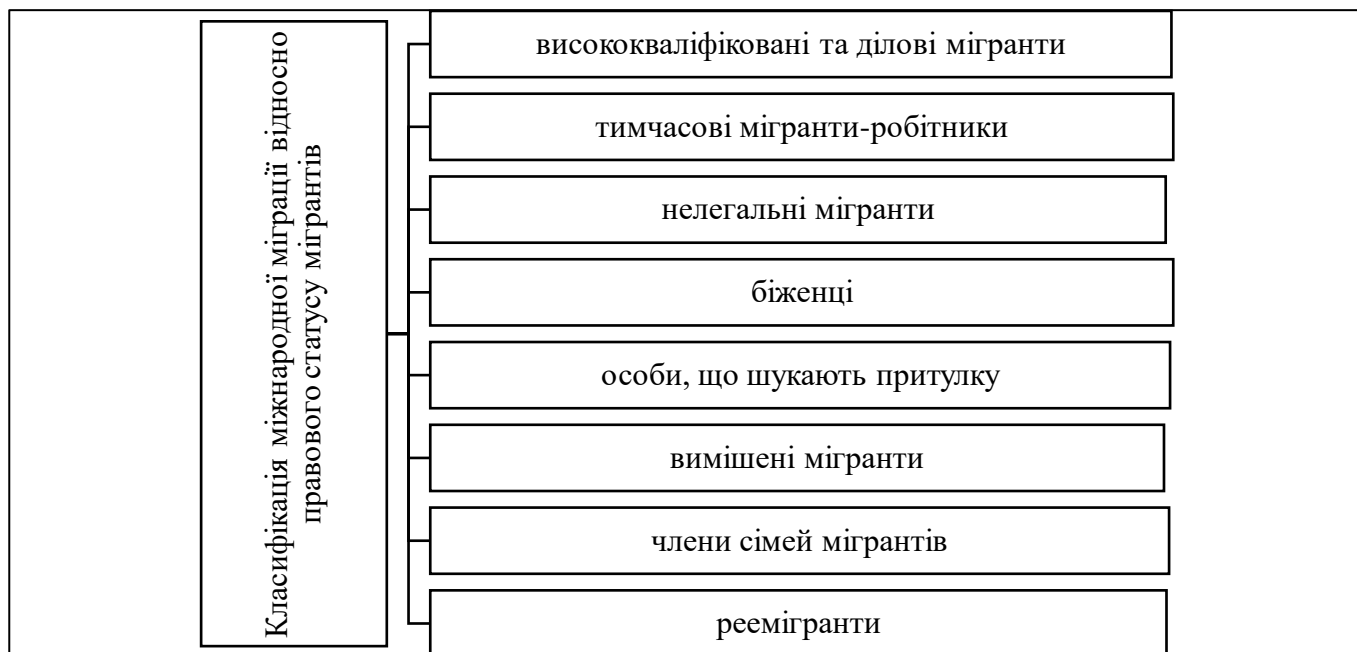 Класифікація міжнародної міграції відносно
правового статусу мігрантів
висококваліфіковані та ділові мігранти
тимчасові мігранти-робітники
нелегальні мігранти
біженці
особи, що шукають притулку
вимішені мігранти
члени сімей мігрантів
реемігранти